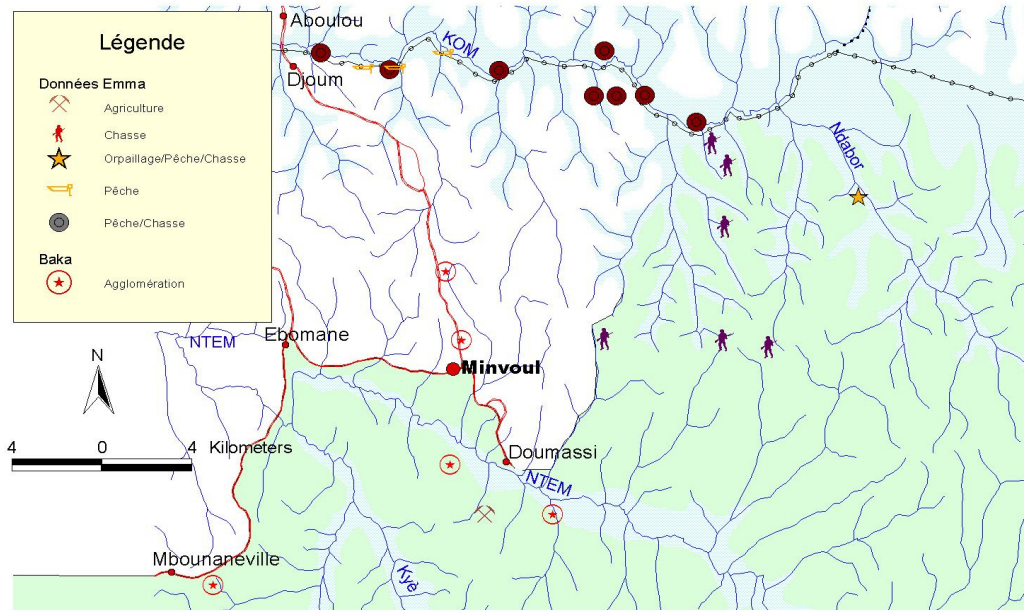 Légende
Données Emma
Agriculture
Chasse
Orpaillage/Pêche/Chasse
Pêche
Pêche/Chasse
Baka
Agglomération
Aboulou
KOM
Djoum
Ndabor
NTEM
Ebomane
Minvoul
N
4 0 4 Kilometers
Doumassi
NTEM
Mbounaneville
Kyè